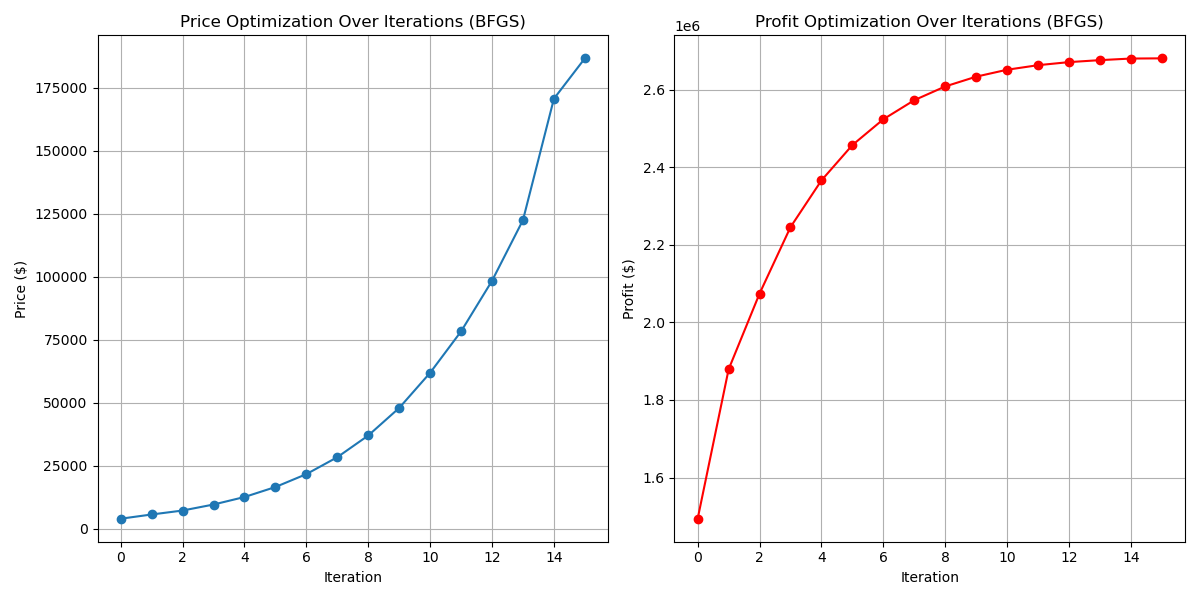 Price Optimization Over Iterations (BFGS)
Price ($)
175000
150000
125000
100000
75000
50000
25000
0
0 2 4 6 8 10 12 14
Iteration
Profit Optimization Over Iterations (BFGS)
1e6
Profit ($)
2.6
2.4
2.2
2.0
1.8
1.6
0 2 4 6 8 10 12 14
Iteration